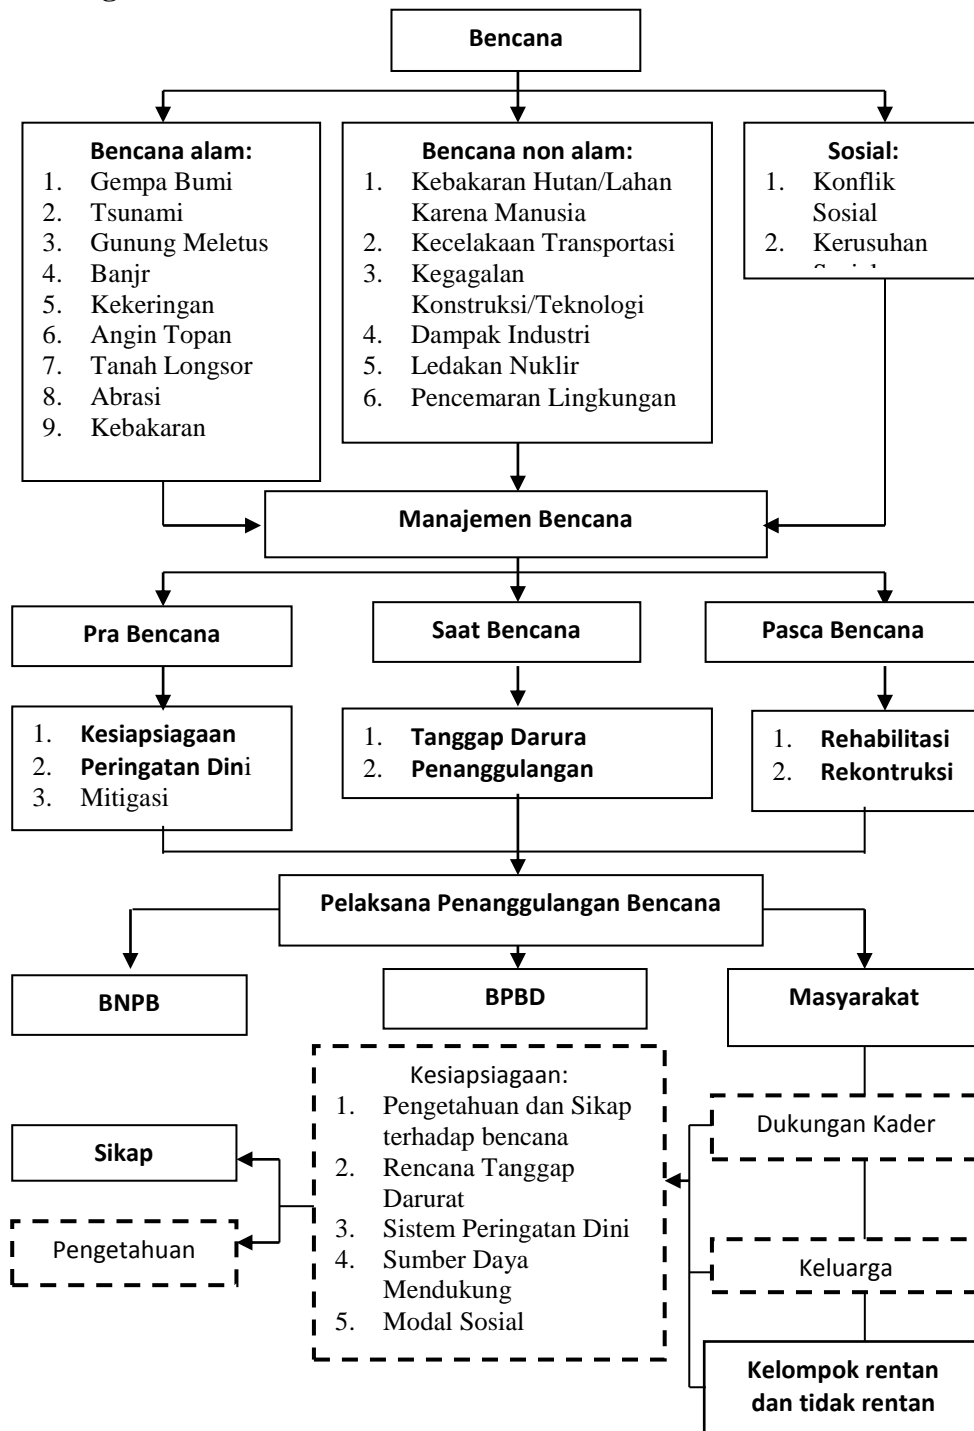 Bencana
Bencana alam:
1. Gempa Bumi
2. Tsunami
3. Gunung Meletus
4. Banjr
5. Kekeringan
6. Angin Topan
7. Tanah Longsor
8. Abrasi
9. Kebakaran
Bencana non alam:
1. Kebakaran Hutan/Lahan
Karena Manusia
2. Kecelakaan Transportasi
3. Kegagalan
Konstruksi/Teknologi
4. Dampak Industri
5. Ledakan Nuklir
6. Pencemaran Lingkungan
Sosial:
1. Konflik
Sosial
2. Kerusuhan
Manajemen Bencana
Pra Bencana
Saat Bencana
Pasca Bencana
1. Kesiapsiagaan
2. Peringatan Dini
3. Mitigasi
1. Tanggap Darura
2. Penanggulangan
1. Rehabilitasi
2. Rekontruksi
Pelaksana Penanggulangan Bencana
BNPB
BPBD
Masyarakat
Kesiapsiagaan:
1. Pengetahuan dan Sikap
terhadap bencana
2. Rencana Tanggap
Darurat
3. Sistem Peringatan Dini
4. Sumber Daya
Mendukung
5. Modal Sosial
Dukungan Kader
Sikap
Pengetahuan
Keluarga
Kelompok rentan
dan tidak rentan